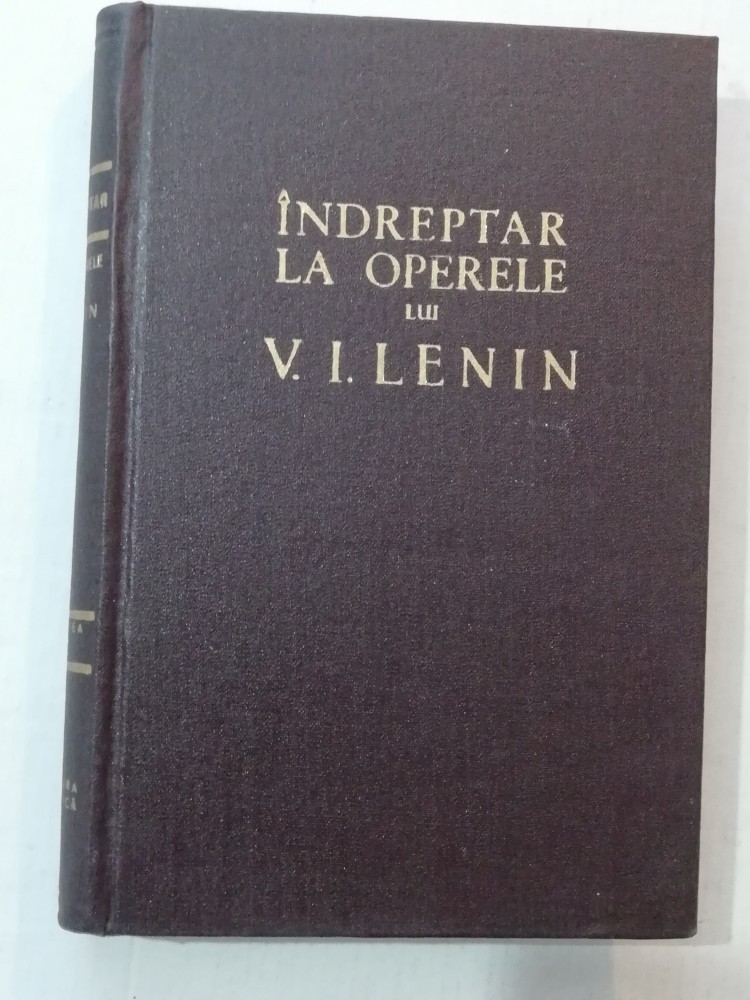 ÎNDREPTAR
LA OPERELE
LUI
V. I. LENIN